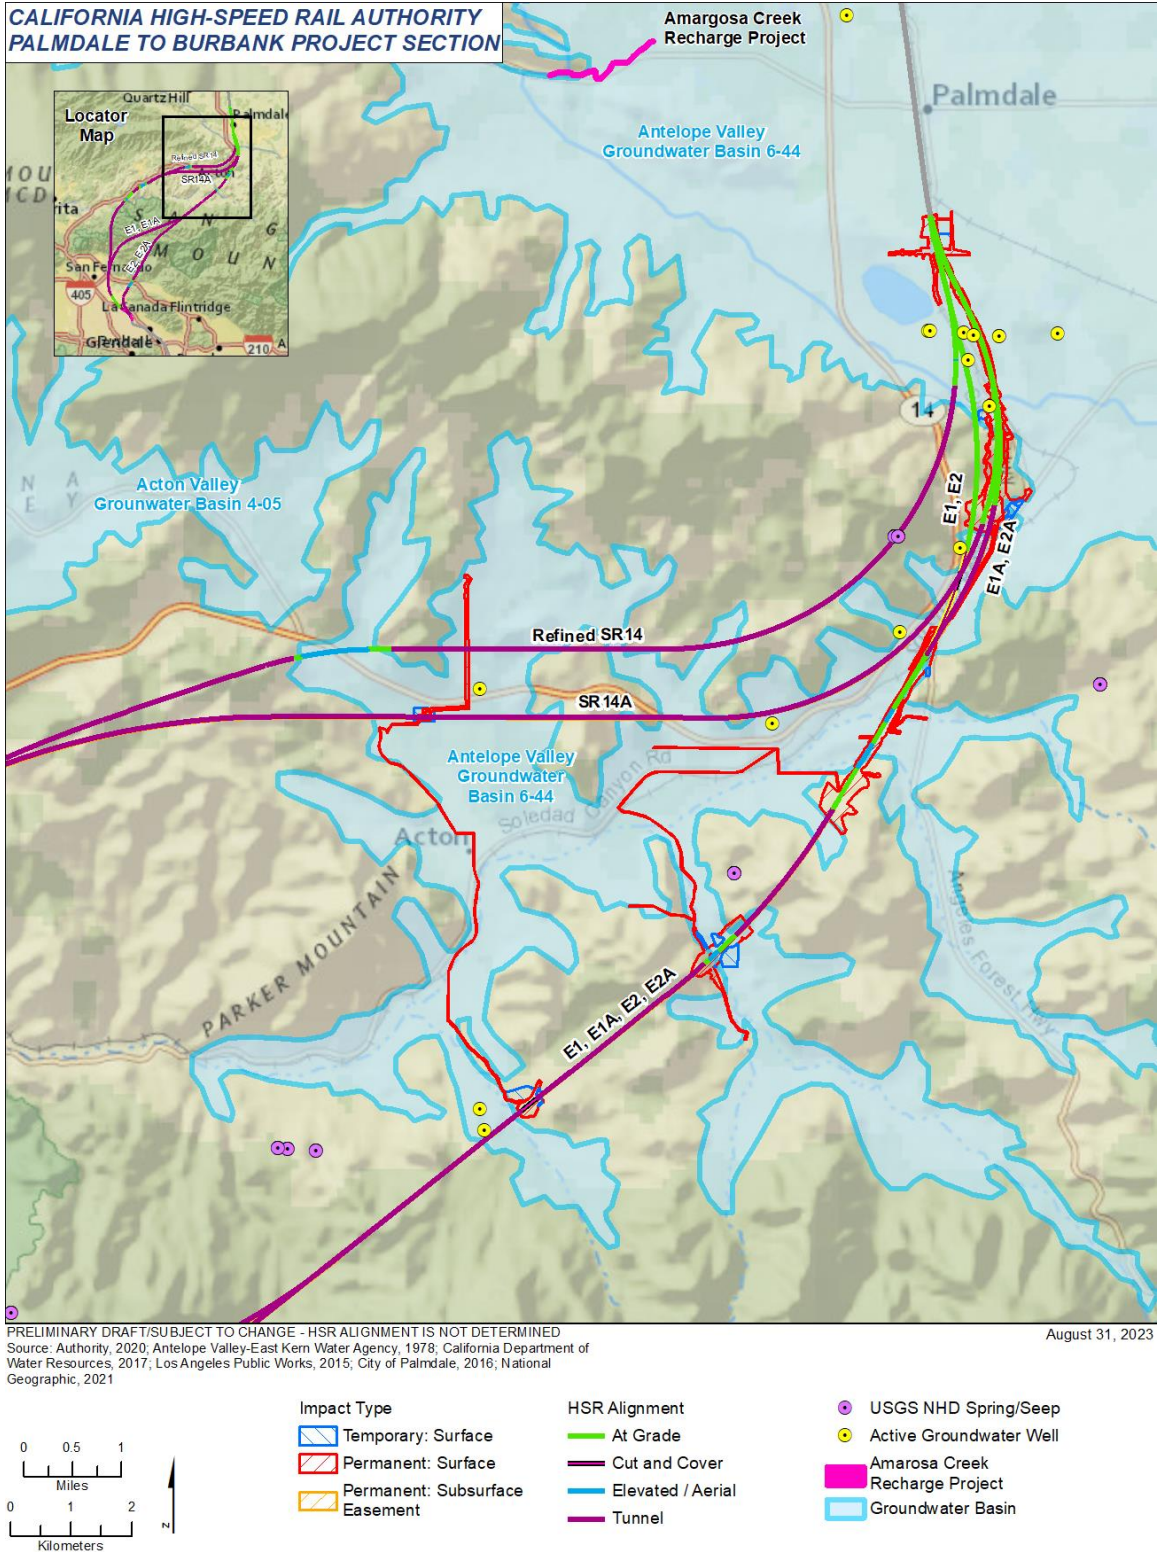 CALIFORNIA HIGH-SPEED RAIL AUTHORITY
PALMDALE TO BURBANK PROJECT SECTION
Amargosa Creek
Recharge Project
Quartz Hill
Locator
Map
Palmdale
Refined SR14
SR14A
E1, E1A
E2, E2A
S A N G
M O U N
San Fernando
405
La Canada Flintridge
Glendale
210
Palmdale
Antelope Valley
Groundwater Basin 6-44
14
Acton Valley
Grounwater Basin 4-05
E1, E2
E1A, E2A
Refined SR14
SR14A
Antelope Valley
Groundwater
Basin 6-44
Soledad Canyon Rd
Acton
PARKER MOUNTAIN
Angeles Forest Hwy
E1, E1A, E2, E2A
PRELIMINARY DRAFT/SUBJECT TO CHANGE - HSR ALIGNMENT IS NOT DETERMINED
August 31, 2023
Source: Authority, 2020; Antelope Valley-East Kern Water Agency, 1978; California Department of
Water Resources, 2017; Los Angeles Public Works, 2015; City of Palmdale, 2016; National
Geographic, 2021
0 0.5 1
Miles
0 1 2
Kilometers
N
Impact Type
Temporary: Surface
Permanent: Surface
Permanent: Subsurface
Easement
HSR Alignment
At Grade
Cut and Cover
Elevated / Aerial
Tunnel
USGS NHD Spring/Seep
Active Groundwater Well
Amarosa Creek
Recharge Project
Groundwater Basin